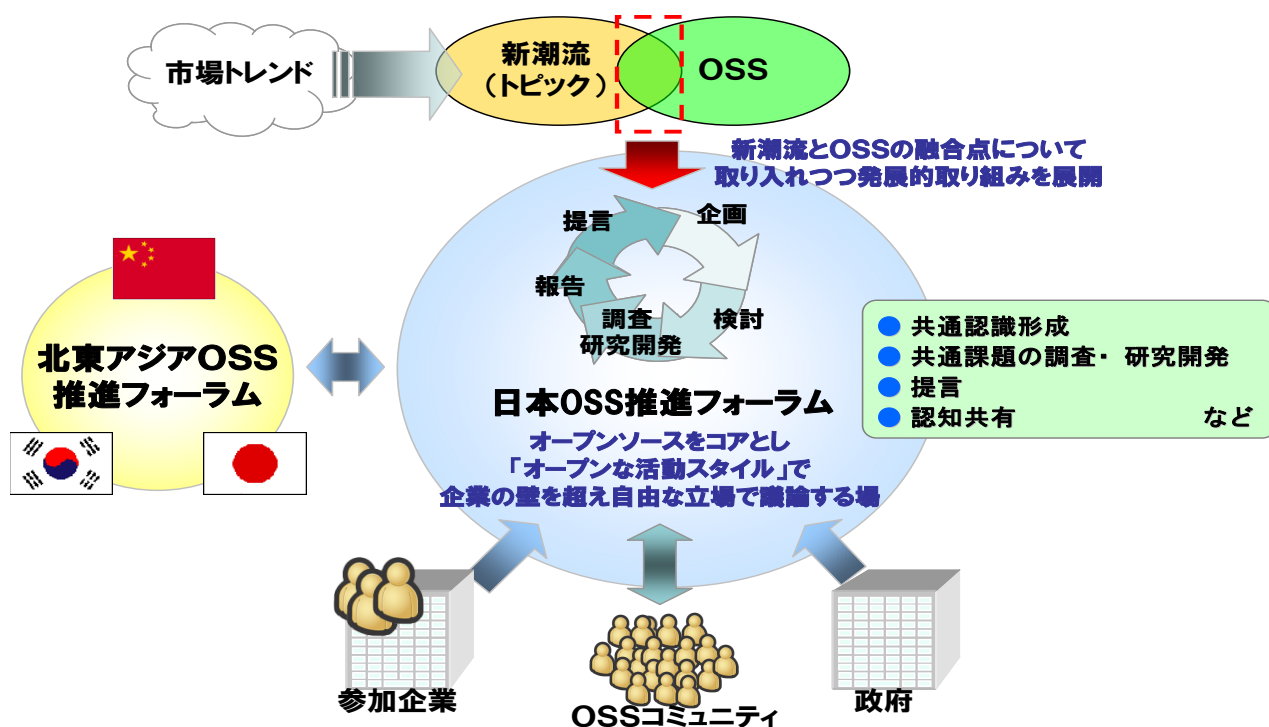 市場トレンド
新潮流
（トピック）
OSS
新潮流とOSSの融合点について
取り入れつつ発展的取り組みを展開
提言
企画
報告
検討
調査
研究開発
北東アジアOSS
推進フォーラム
日本OSS推進フォーラム
オープンソースをコアとし
「オープンな活動スタイル」で
企業の壁を超え自由な立場で議論する場
● 共通認識形成
● 共通課題の調査・ 研究開発
● 提言
● 認知共有 など
参加企業
OSSコミュニティ
政府